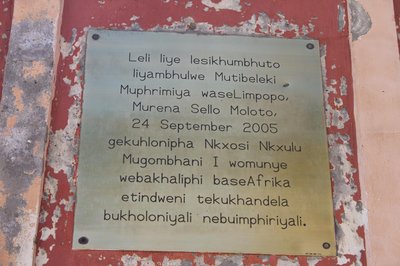 Leli liye lesikhumbhuto
liyambhulwe Mutibeleki
Muphrimiya waseLimpopo,
Murena Sello Moloto,
24 September 2005
gekuhlonipha Nkxosi Nkxulu
Mugombhani I womunye
webakhaliphi baseAfrika
etindweni tekukhandela
bukholoniyali nebuimphiriyali.